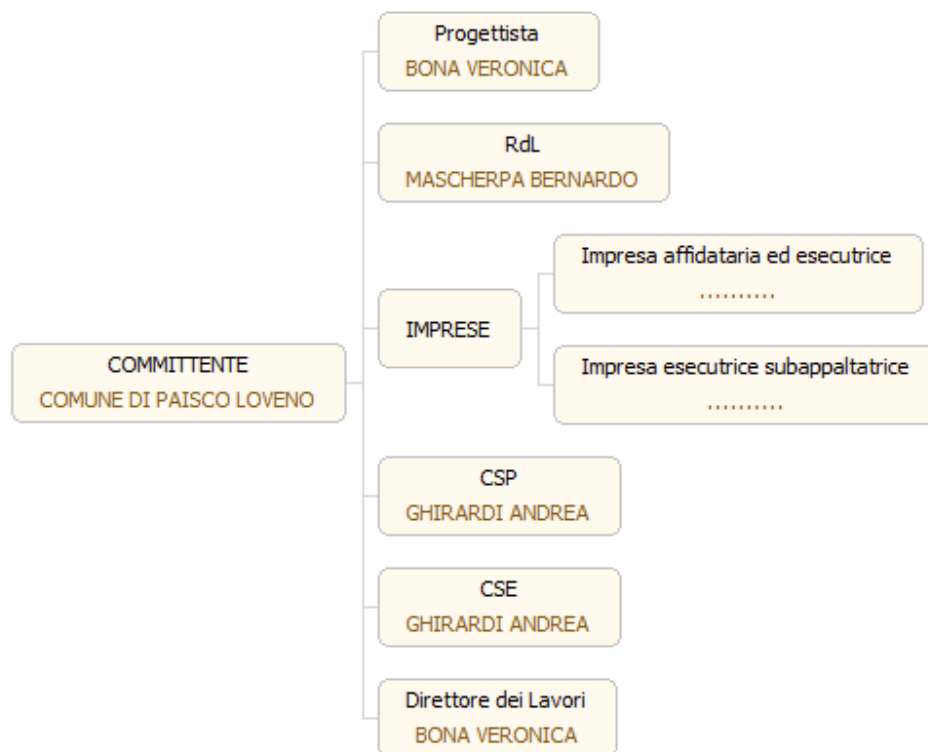 Progettista
BONA VERONICA
RdL
MASCHERPA BERNARDO
Impresa affidataria ed esecutrice
..........
IMPRESE
COMMITTENTE
COMUNE DI PAISCO LOVENO
Impresa esecutrice subappaltatrice
..........
CSP
GHIRARDI ANDREA
CSE
GHIRARDI ANDREA
Direttore dei Lavori
BONA VERONICA